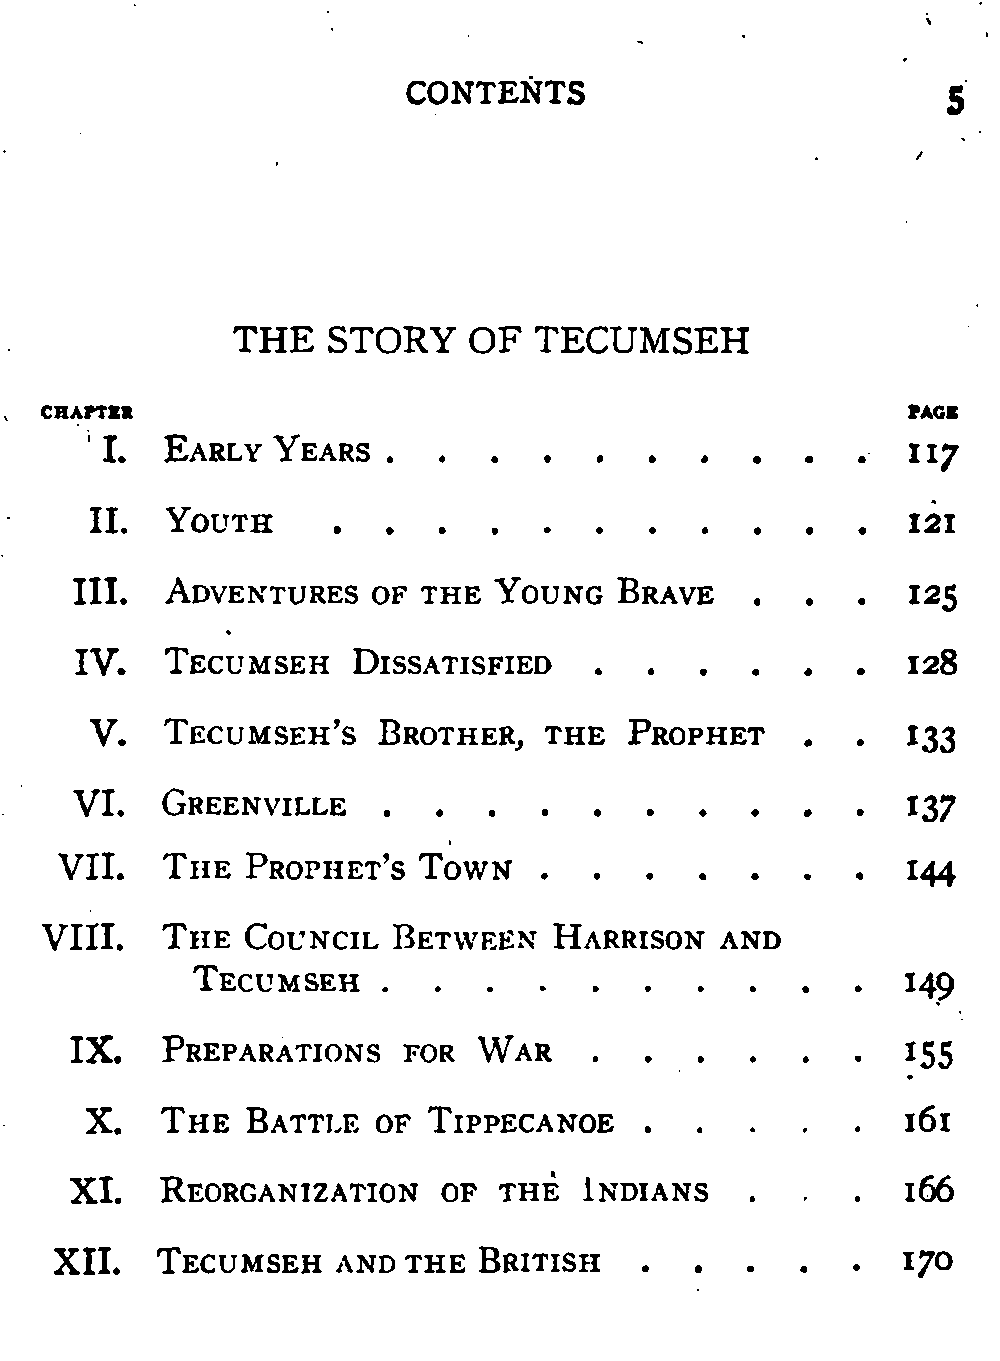 CONTENTS 5
THE STORY OF TECUMSEH
CHAPTER PAGE
I. EARLY YEARS . . . . . . . . . . 117
II. YOUTH . . . . . . . . . . . 121
III. ADVENTURES OF THE YOUNG BRAVE . . . 125
IV. TECUMSEH DISSATISFIED . . . . . . 128
V. TECUMSEH'S BROTHER, THE PROPHET . . 133
VI. GREENVILLE . . . . . . . . . . 137
VII. THE PROPHET'S TOWN . . . . . . . 144
VIII. THE COUNCIL BETWEEN HARRISON AND
TECUMSEH . . . . . . . . . . 149
IX. PREPARATIONS FOR WAR . . . . . . 155
X. THE BATTLE OF TIPPECANOE . . . . . 161
XI. REORGANIZATION OF THE INDIANS . . . 166
XII. TECUMSEH AND THE BRITISH . . . . . 170